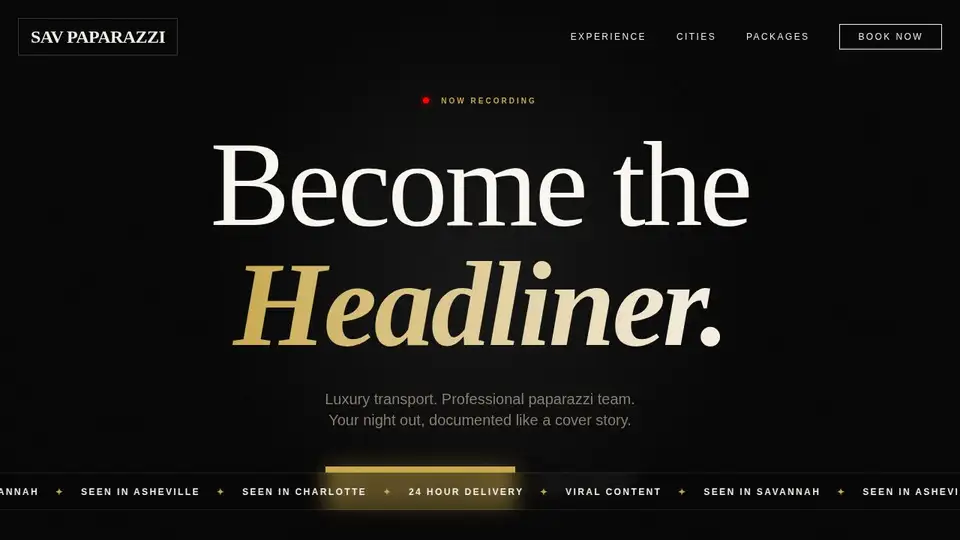 SAV PAPARAZZI
EXPERIENCE CITIES PACKAGES BOOK NOW
NOW RECORDING
Become the
Headliner.
Luxury transport. Professional paparazzi team.
Your night out, documented like a cover story.
ANNAH ✦ SEEN IN ASHEVILLE ✦ SEEN IN CHARLOTTE ✦ 24 HOUR DELIVERY ✦ VIRAL CONTENT ✦ SEEN IN SAVANNAH ✦ SEEN IN ASHEVI